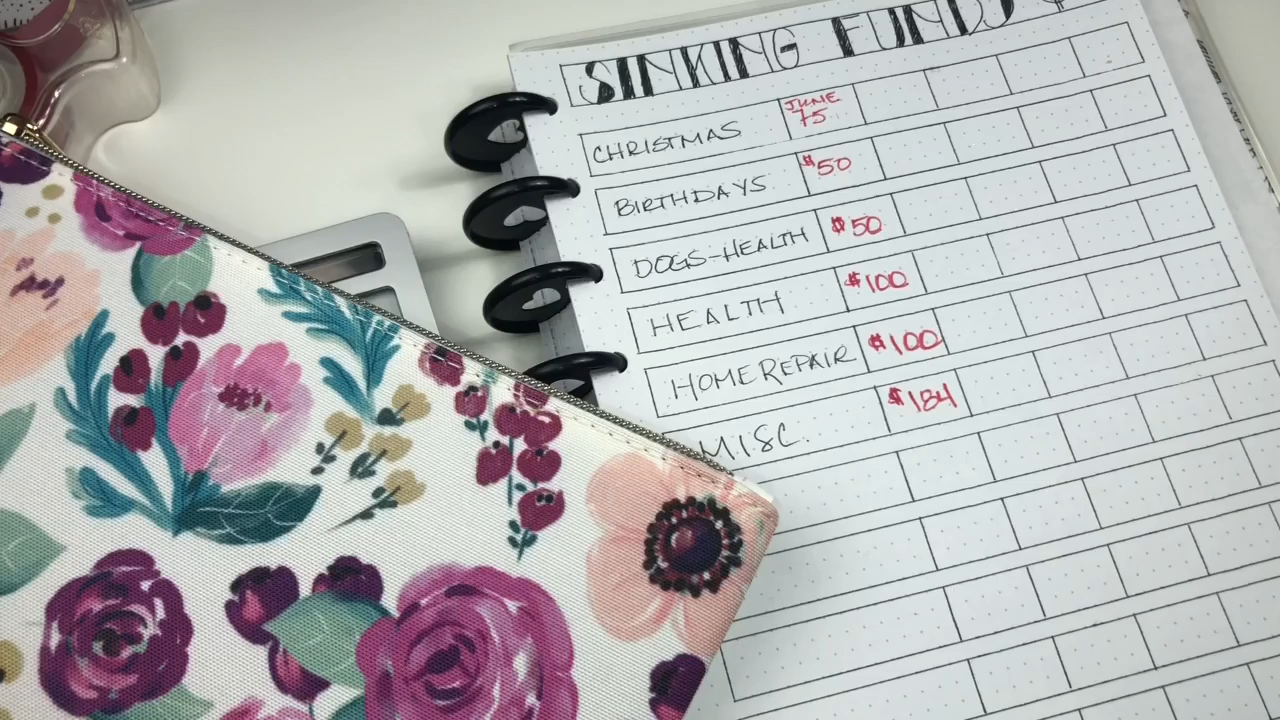 SINKING FUNDS $
CHRISTMAS JUNE 75
BIRTHDAYS $50
DOGS-HEALTH $50
HEALTH $100
HOME REPAIR $100
MISC. $184